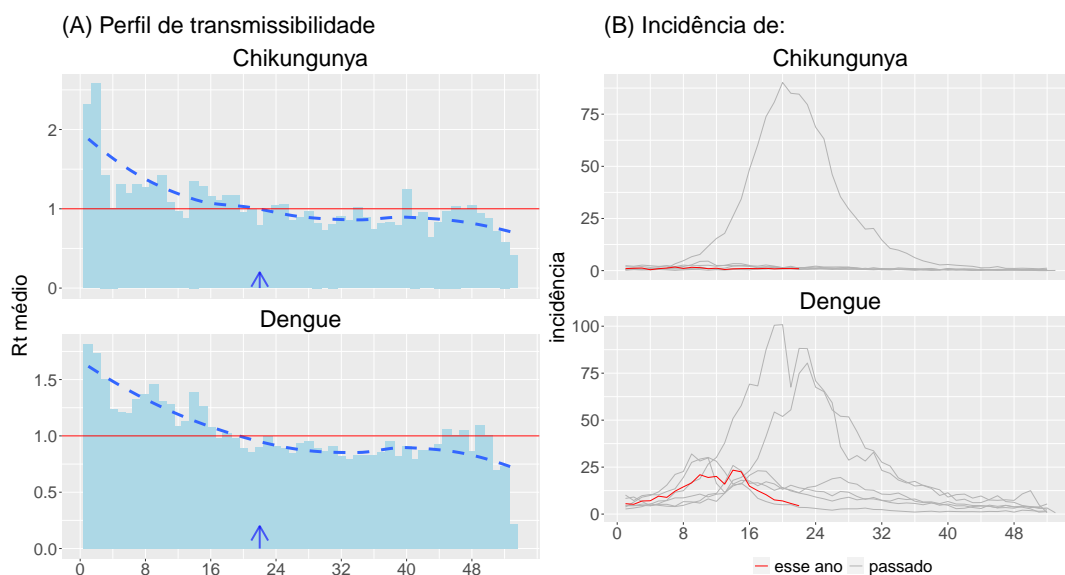 (A) Perfil de transmissibilidade
Chikungunya
2
1
0
Dengue
1.5
1.0
0.5
0.0
0 8 16 24 32 40 48
Rt médio
(B) Incidência de:
Chikungunya
75
50
25
0
Dengue
100
75
50
25
0
0 8 16 24 32 40 48
incidência
esse ano passado